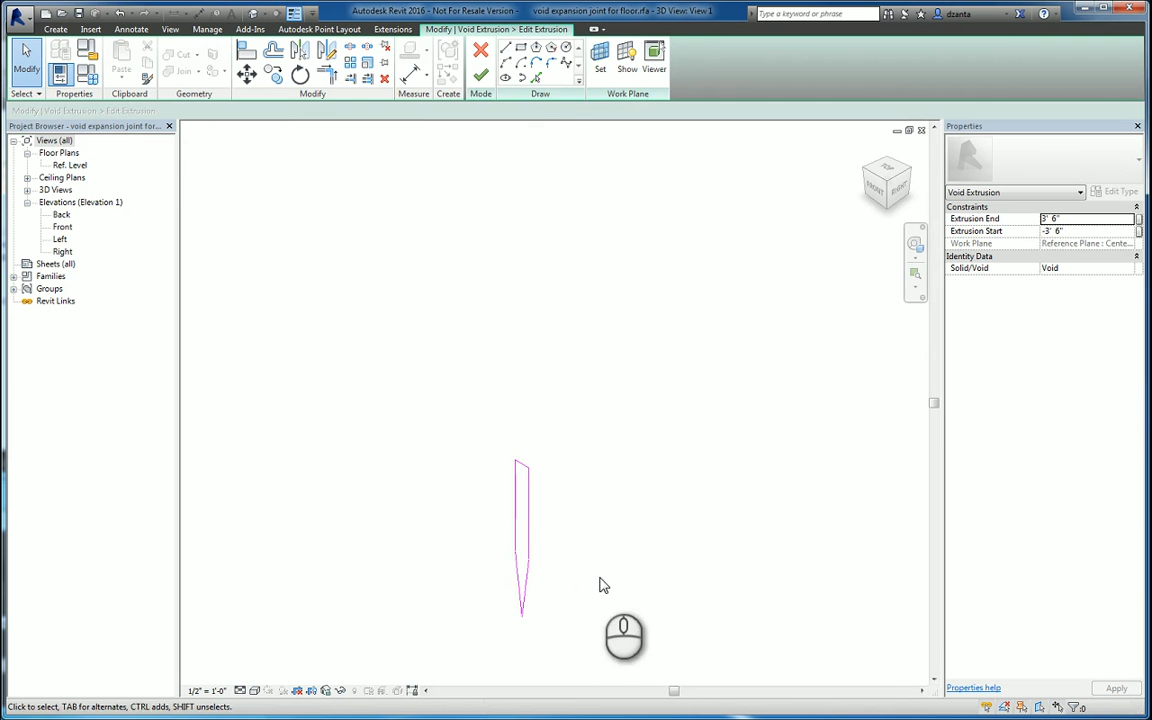 Autodesk Revit 2016 - Not For Resale Version - void expansion joint for floor.rfa - 3D View: View 1
Type a keyword or phrase
dzanta
Create Insert Annotate View Manage Add-Ins Autodesk Point Layout Extensions Modify | Void Extrusion > Edit Extrusion
Modify
Paste
Cut
Join
Set Show Viewer
Select Properties Clipboard Geometry Modify Measure Create Mode Draw Work Plane
Modify | Void Extrusion > Edit Extrusion
Project Browser - void expansion joint for...
Views (all)
Floor Plans
Ref. Level
Ceiling Plans
3D Views
Elevations (Elevation 1)
Back
Front
Left
Right
Sheets (all)
Families
Groups
Revit Links
TOP
FRONT
RIGHT
Properties
Void Extrusion
Edit Type
Constraints
Extrusion End 3' 6"
Extrusion Start -3' 6"
Work Plane Reference Plane : Cente...
Identity Data
Solid/Void Void
Properties help
Apply
1/2" = 1'-0"
Click to select, TAB for alternates, CTRL adds, SHIFT unselects.
:0